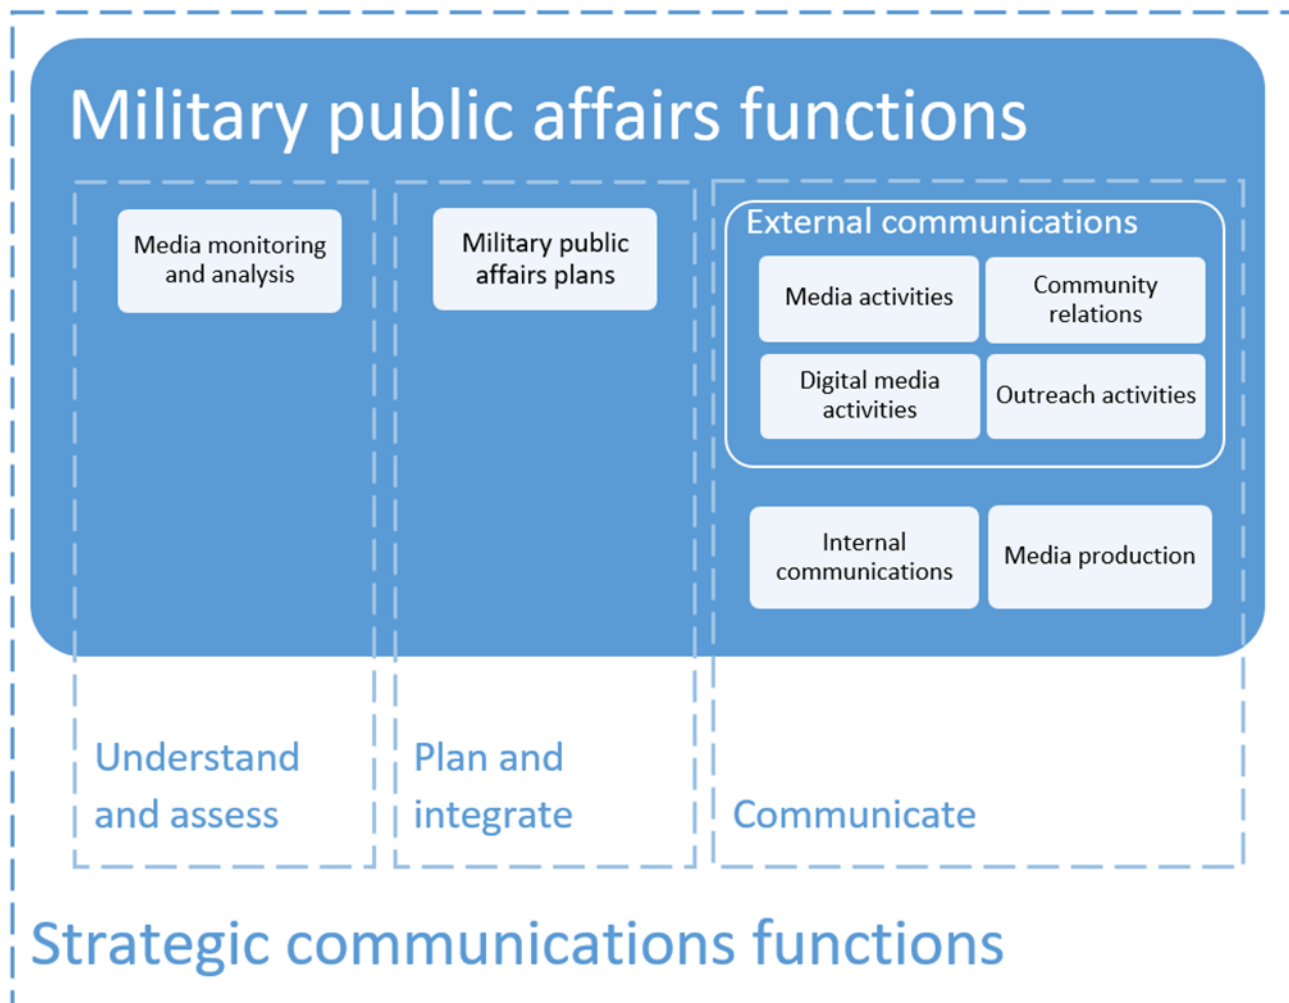 Military public affairs functions
Media monitoring
and analysis
Military public
affairs plans
External communications
Media activities
Community
relations
Digital media
activities
Outreach activities
Internal
communications
Media production
Understand
and assess
Plan and
integrate
Communicate
Strategic communications functions